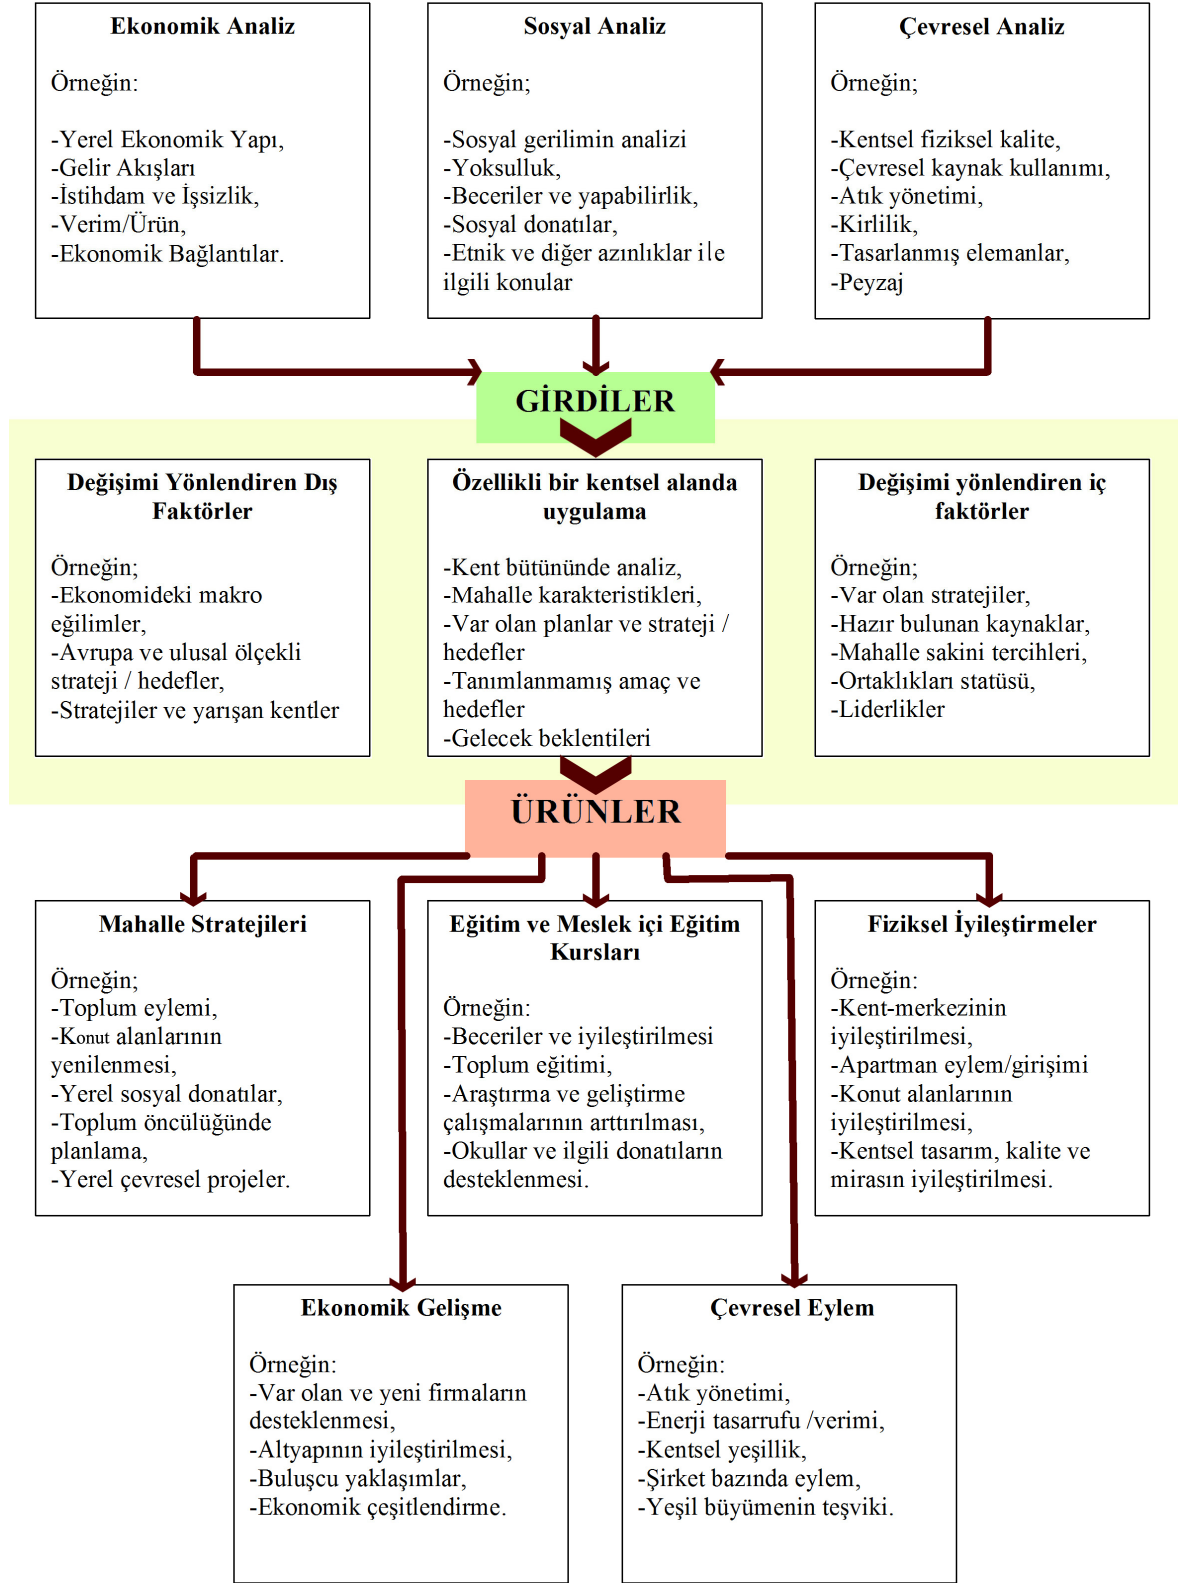 Ekonomik Analiz
Örneğin:
-Yerel Ekonomik Yapı,
-Gelir Akışları
-İstihdam ve İşsizlik,
-Verim/Ürün,
-Ekonomik Bağlantılar.
Sosyal Analiz
Örneğin;
-Sosyal gerilimin analizi
-Yoksulluk,
-Beceriler ve yapabilirlik,
-Sosyal donatılar,
-Etnik ve diğer azınlıklar ile
ilgili konular
Çevresel Analiz
Örneğin;
-Kentsel fiziksel kalite,
-Çevresel kaynak kullanımı,
-Atık yönetimi,
-Kirlilik,
-Tasarlanmış elemanlar,
-Peyzaj
GİRDİLER
Değişimi Yönlendiren Dış
Faktörler
Örneğin;
-Ekonomideki makro
eğilimler,
-Avrupa ve ulusal ölçekli
strateji / hedefler,
-Stratejiler ve yarışan kentler
Özellikli bir kentsel alanda
uygulama
-Kent bütününde analiz,
-Mahalle karakteristikleri,
-Var olan planlar ve strateji /
hedefler
-Tanımlanmamış amaç ve
hedefler
-Gelecek beklentileri
Değişimi yönlendiren iç
faktörler
Örneğin;
-Var olan stratejiler,
-Hazır bulunan kaynaklar,
-Mahalle sakini tercihleri,
-Ortaklıkları statüsü,
-Liderlikler
ÜRÜNLER
Mahalle Stratejileri
Örneğin;
-Toplum eylemi,
-Konut alanlarının
yenilenmesi,
-Yerel sosyal donatılar,
-Toplum öncülüğünde
planlama,
-Yerel çevresel projeler.
Eğitim ve Meslek içi Eğitim
Kursları
Örneğin:
-Beceriler ve iyileştirilmesi
-Toplum eğitimi,
-Araştırma ve geliştirme
çalışmalarının arttırılması,
-Okullar ve ilgili donatıların
desteklenmesi.
Fiziksel İyileştirmeler
Örneğin:
-Kent-merkezinin
iyileştirilmesi,
-Apartman eylem/girişimi
-Konut alanlarının
iyileştirilmesi,
-Kentsel tasarım, kalite ve
mirasın iyileştirilmesi.
Ekonomik Gelişme
Örneğin:
-Var olan ve yeni firmaların
desteklenmesi,
-Altyapının iyileştirilmesi,
-Buluşcu yaklaşımlar,
-Ekonomik çeşitlendirme.
Çevresel Eylem
Örneğin:
-Atık yönetimi,
-Enerji tasarrufu /verimi,
-Kentsel yeşillik,
-Şirket bazında eylem,
-Yeşil büyümenin teşviki.